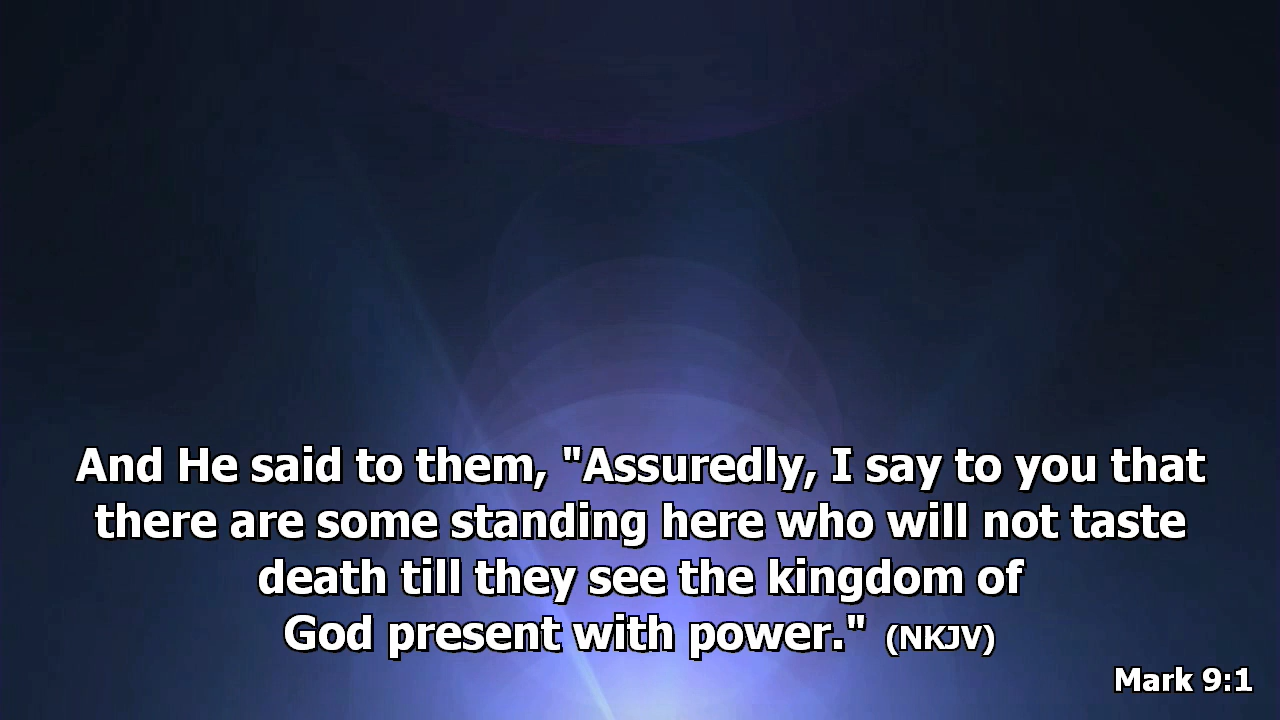 And He said to them, "Assuredly, I say to you that
there are some standing here who will not taste
death till they see the kingdom of
God present with power." (NKJV)
Mark 9:1